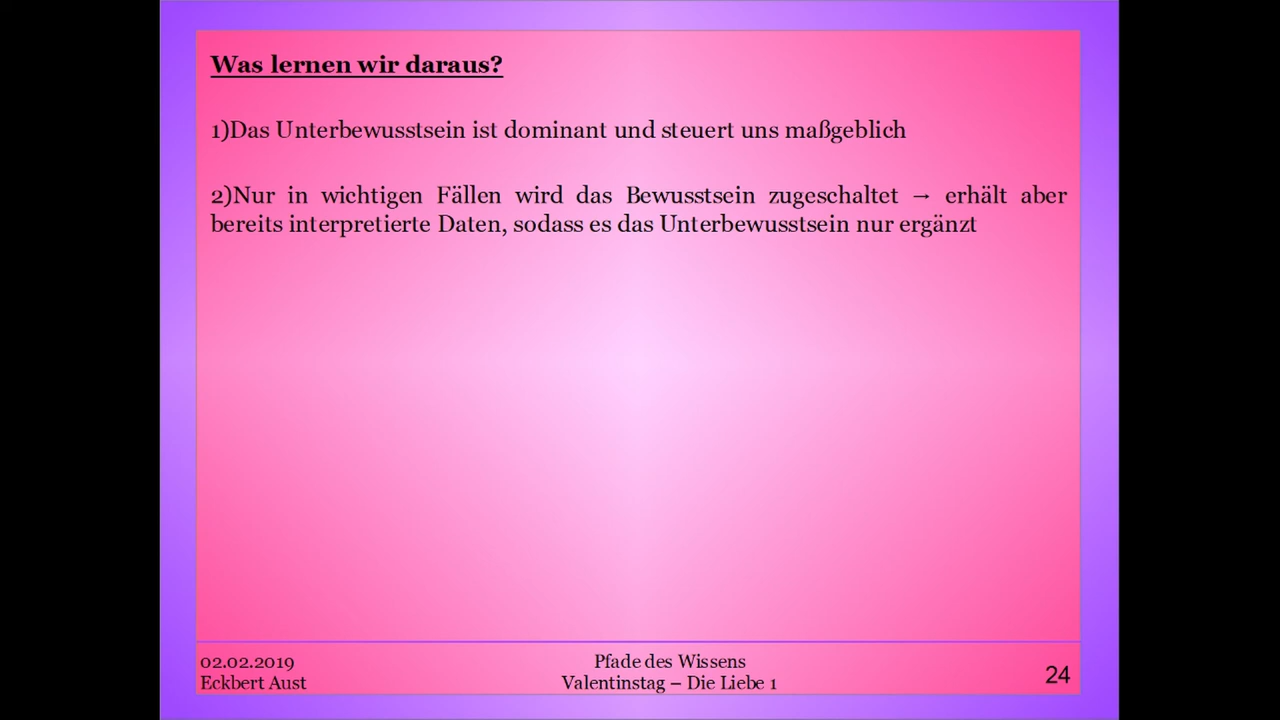 Was lernen wir daraus?
1)Das Unterbewusstsein ist dominant und steuert uns maßgeblich
2)Nur in wichtigen Fällen wird das Bewusstsein zugeschaltet → erhält aber
bereits interpretierte Daten, sodass es das Unterbewusstsein nur ergänzt
02.02.2019
Eckbert Aust
Pfade des Wissens
Valentinstag – Die Liebe 1
24